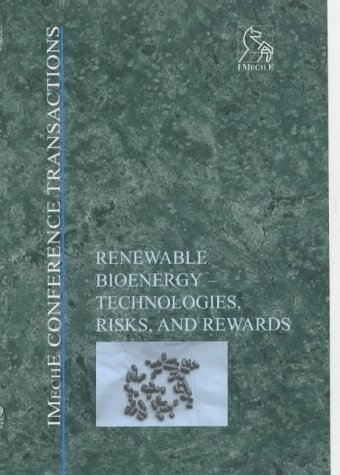 IMECHE
IMechE CONFERENCE TRANSACTIONS
RENEWABLE
BIOENERGY –
TECHNOLOGIES,
RISKS, AND REWARDS